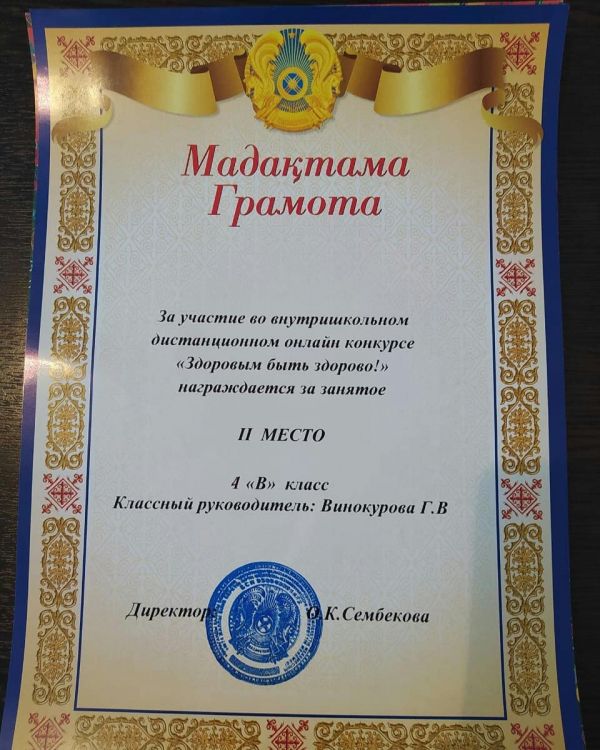 Мадақтама
Грамота
За участие во внутришкольном
дистанционном онлайн конкурсе
«Здоровым быть здорово!»
награждается за занятое
II МЕСТО
4 «В» класс
Классный руководитель: Винокурова Г.В
Директор О.К.Сембекова